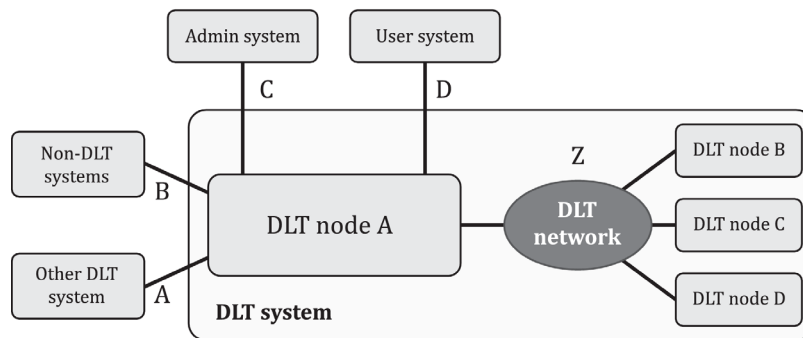 Admin system
User system
C
D
Non-DLT
systems
B
Z
DLT node B
DLT node A
DLT
network
DLT node C
Other DLT
system
A
DLT node D
DLT system